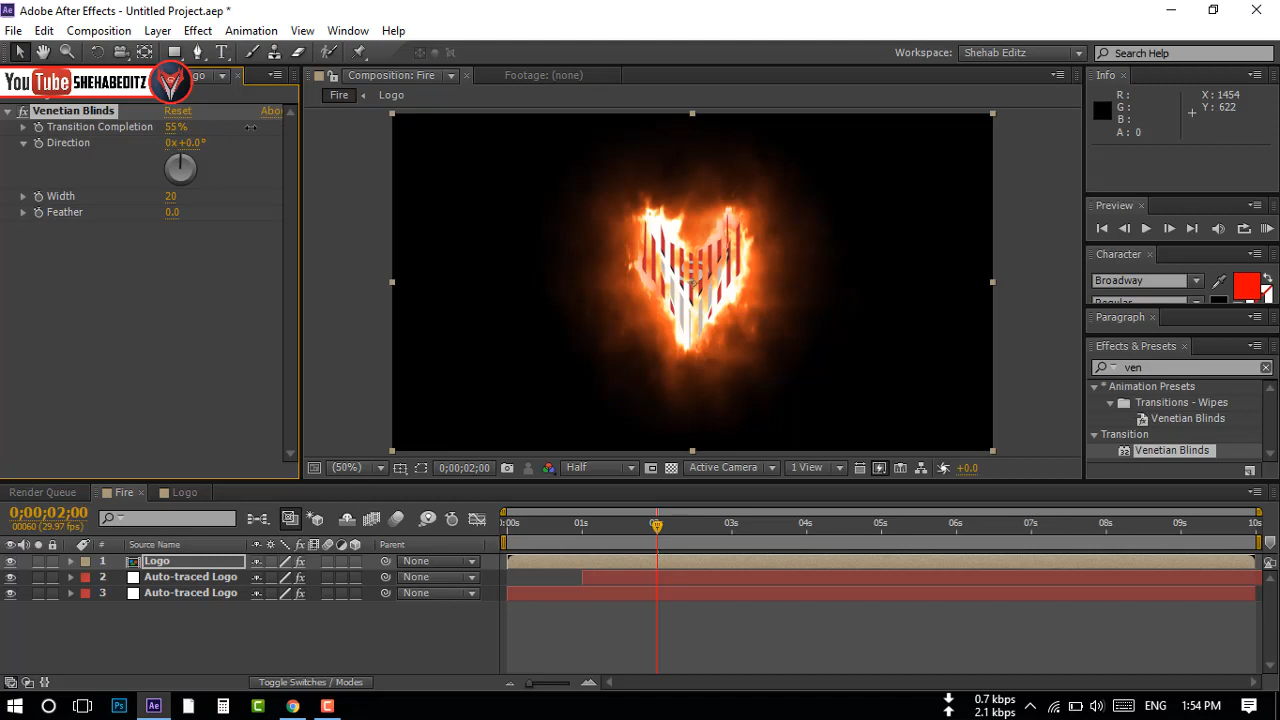 Adobe After Effects - Untitled Project.aep *
File Edit Composition Layer Effect Animation View Window Help
Workspace: Shehab Editz Search Help
YouTube SHEHABEDITZ ogo
Composition: Fire Footage: (none)
Fire Logo
Venetian Blinds Reset Abou
Transition Completion 55%
Direction 0x+0.0°
Width 20
Feather 0.0
(50%) 0;00;02;00 Half Active Camera 1 View +0.0
Info
R : X: 1454
G : Y: 622
B :
A : 0
Preview
Character
Broadway
Paragraph
Effects & Presets
ven
* Animation Presets
Transitions - Wipes
Venetian Blinds
Transition
Venetian Blinds
Render Queue Fire Logo
0;00;02;00
00060 (29.97 fps)
:00s 01s 03s 04s 05s 06s 07s 08s 09s 10s
# Source Name Parent
1 Logo None
2 Auto-traced Logo None
3 Auto-traced Logo None
Toggle Switches / Modes
0.7 kbps
2.1 kbps
ENG 1:54 PM